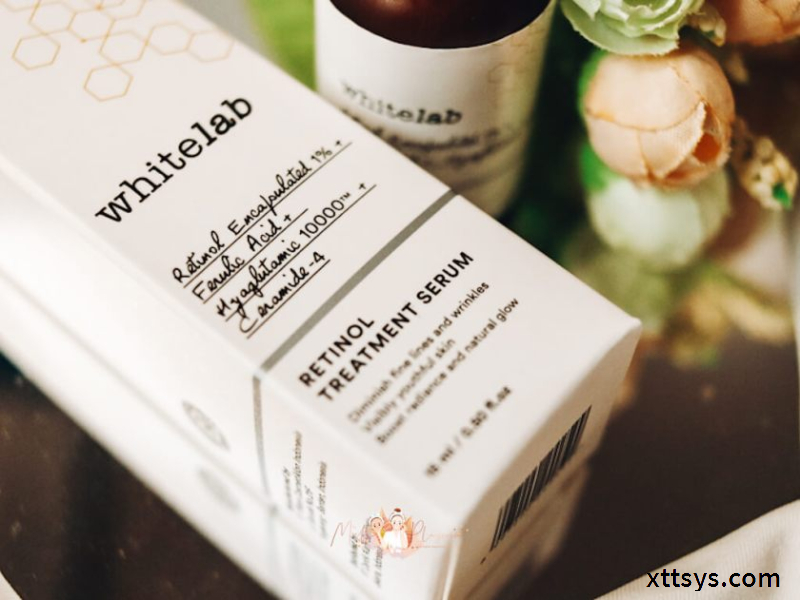 whitelab
Retinol Encapsulated 1% +
Ferulic Acid +
Hyaglutamic 10000™ +
Ceramide-4
RETINOL
TREATMENT SERUM
Diminish fine lines and wrinkles
Visibly youthful skin
Boost radiance and natural glow
whitelab
xttsys.com